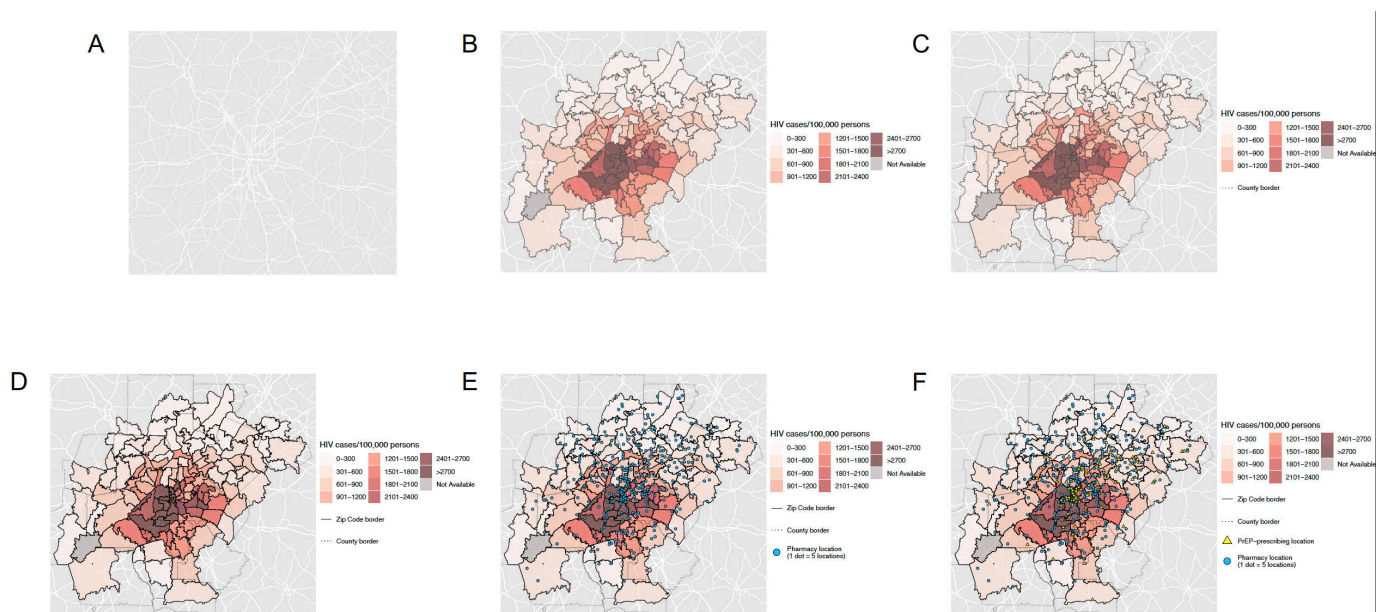 A
B
HIV cases/100,000 persons
0–300 1201–1500 2401–2700
301–600 1501–1800 >2700
601–900 1801–2100 Not Available
901–1200 2101–2400
C
HIV cases/100,000 persons
0–300 1201–1500 2401–2700
301–600 1501–1800 >2700
601–900 1801–2100 Not Available
901–1200 2101–2400
County border
D
HIV cases/100,000 persons
0–300 1201–1500 2401–2700
301–600 1501–1800 >2700
601–900 1801–2100 Not Available
901–1200 2101–2400
Zip Code border
County border
E
HIV cases/100,000 persons
0–300 1201–1500 2401–2700
301–600 1501–1800 >2700
601–900 1801–2100 Not Available
901–1200 2101–2400
Zip Code border
County border
Pharmacy location
(1 dot = 5 locations)
F
HIV cases/100,000 persons
0–300 1201–1500 2401–2700
301–600 1501–1800 >2700
601–900 1801–2100 Not Available
901–1200 2101–2400
Zip Code border
County border
PrEP–prescribing location
Pharmacy location
(1 dot = 5 locations)